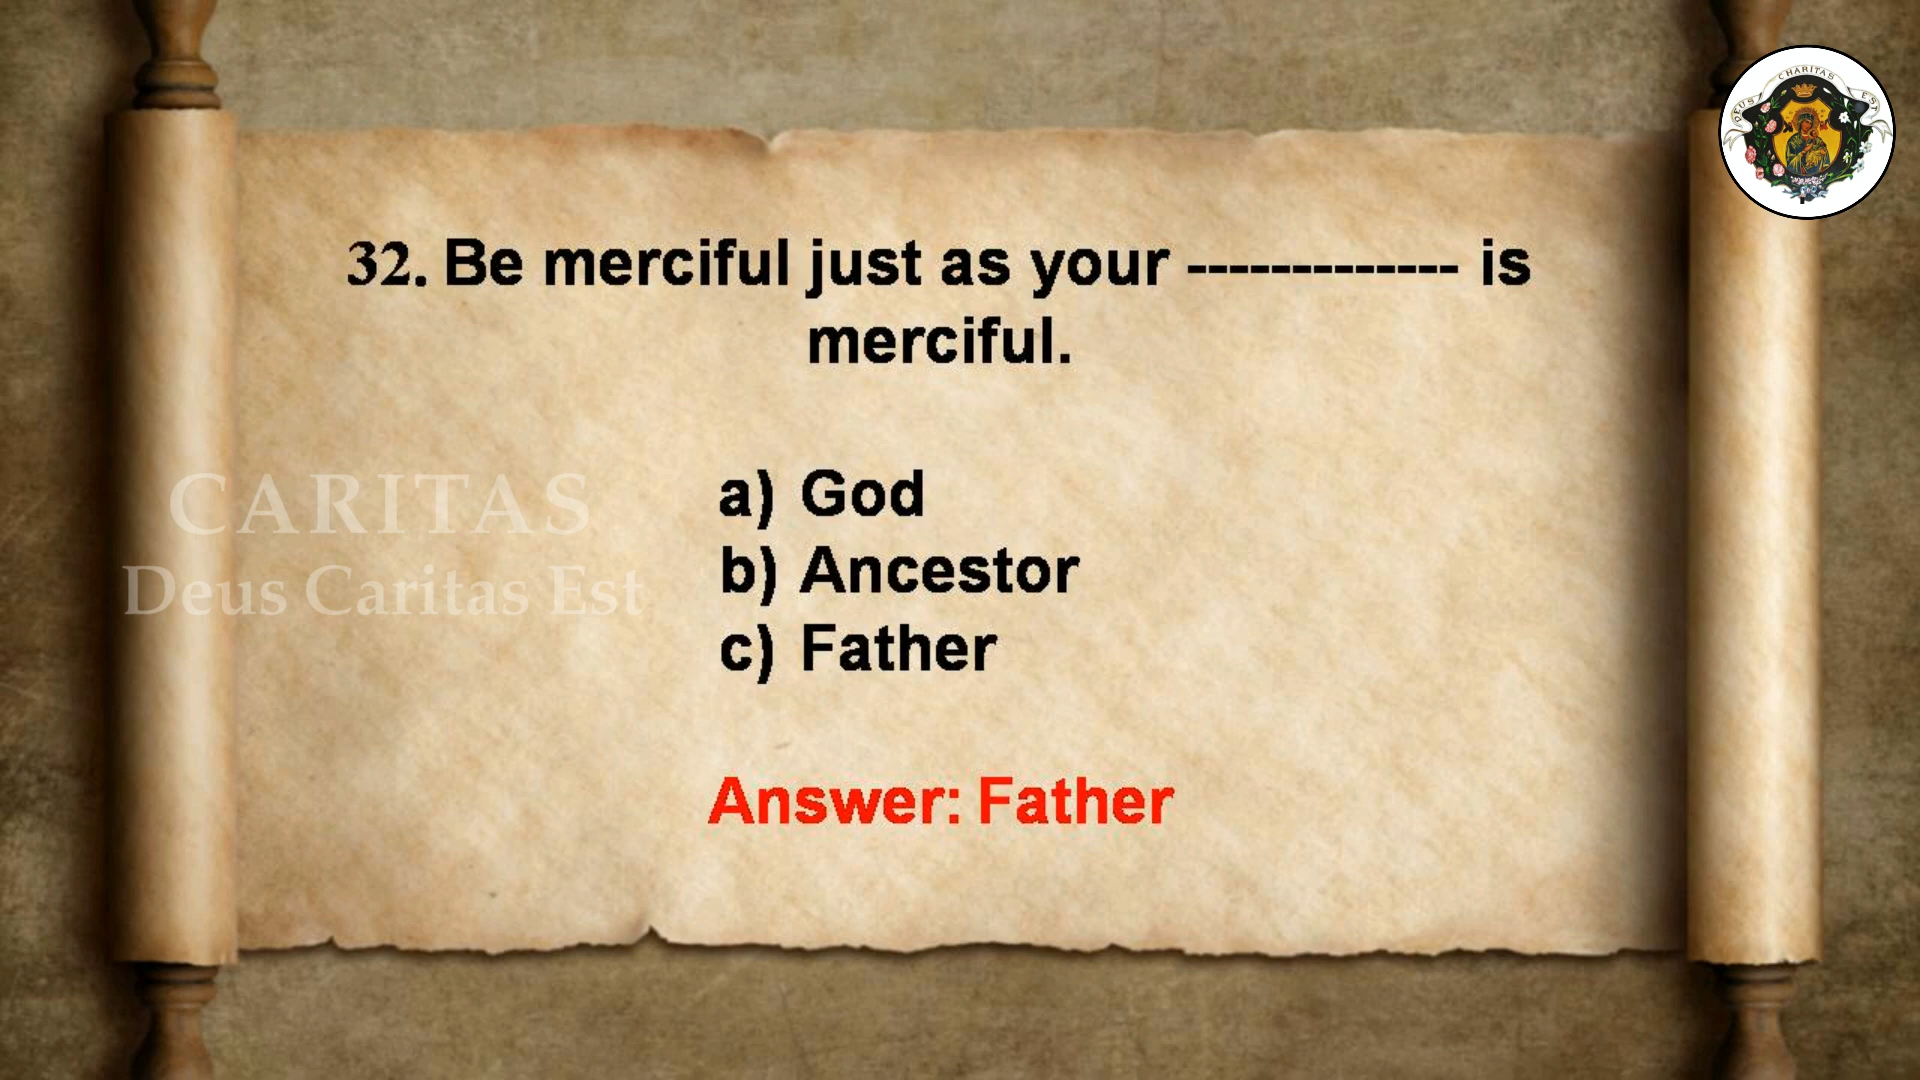 DEUS CHARITAS EST
32. Be merciful just as your ------------- is
merciful.
a) God
b) Ancestor
c) Father
CARITAS
Deus Caritas Est
Answer: Father